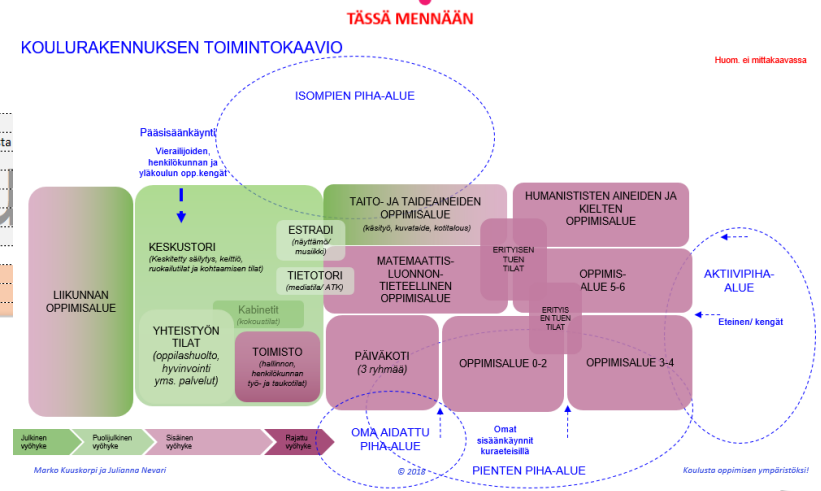 TÄSSÄ MENNÄÄN
KOULURAKENNUKSEN TOIMINTOKAAVIO
Huom. ei mittakaavassa
ISOMPIEN PIHA-ALUE
Pääsisäänkäynti
Vierailijoiden,
henkilökunnan ja
yläkoulun opp.kengät
sta
LIIKUNNAN
OPPIMISALUE
KESKUSTORI
(Keskitetty säilytys, keittiö,
ruokailutilat ja kohtaamisen tilat)
ESTRADI
(näyttämö/
musiikki)
TIETOTORI
(mediatila/ ATK)
Kabinetit
(kokoustilat)
YHTEISTYÖN
TILAT
(oppilashuolto,
hyvinvointi
yms. palvelut)
TOIMISTO
(hallinnon,
henkilökunnan
työ- ja taukotilat)
TAITO- JA TAIDEAINEIDEN
OPPIMISALUE
(käsityö, kuvataide, kotitalous)
MATEMAATTIS-
LUONNON-
TIETEELLINEN
OPPIMISALUE
HUMANISTISTEN AINEIDEN JA
KIELTEN
OPPIMISALUE
ERITYISEN
TUEN
TILAT
OPPIMIS-
ALUE 5-6
ERITYIS
EN TUEN
TILAT
PÄIVÄKOTI
(3 ryhmää)
OPPIMISALUE 0-2
OPPIMISALUE 3-4
AKTIIVIPIHA-
ALUE
Eteinen/ kengät
OMA AIDATTU
PIHA-ALUE
Omat
sisäänkäynnit
kuraeteisillä
PIENTEN PIHA-ALUE
Julkinen
vyöhyke
Puolijulkinen
vyöhyke
Sisäinen
vyöhyke
Rajattu
vyöhyke
Marko Kuuskorpi ja Julianna Nevari
© 2018
Koulusta oppimisen ympäristöksi!